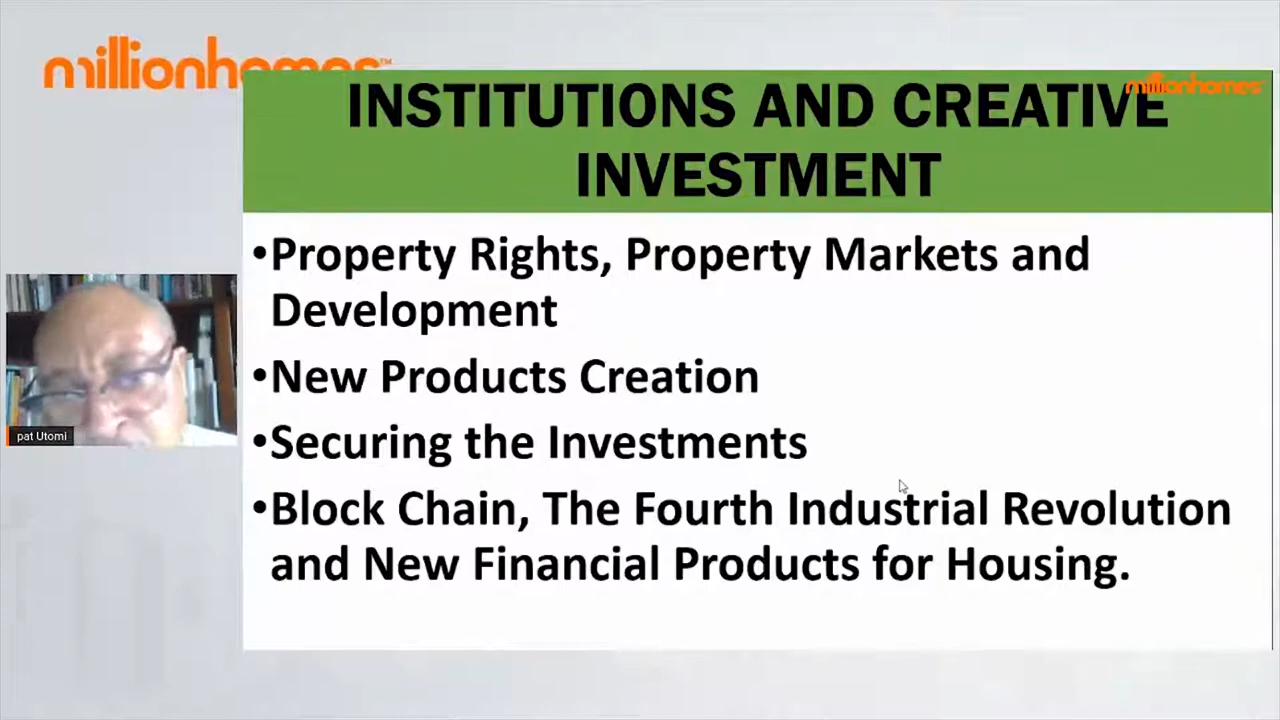 millionhomes™
millionhomes
INSTITUTIONS AND CREATIVE
INVESTMENT
•Property Rights, Property Markets and
Development
•New Products Creation
•Securing the Investments
•Block Chain, The Fourth Industrial Revolution
and New Financial Products for Housing.
pat Utomi